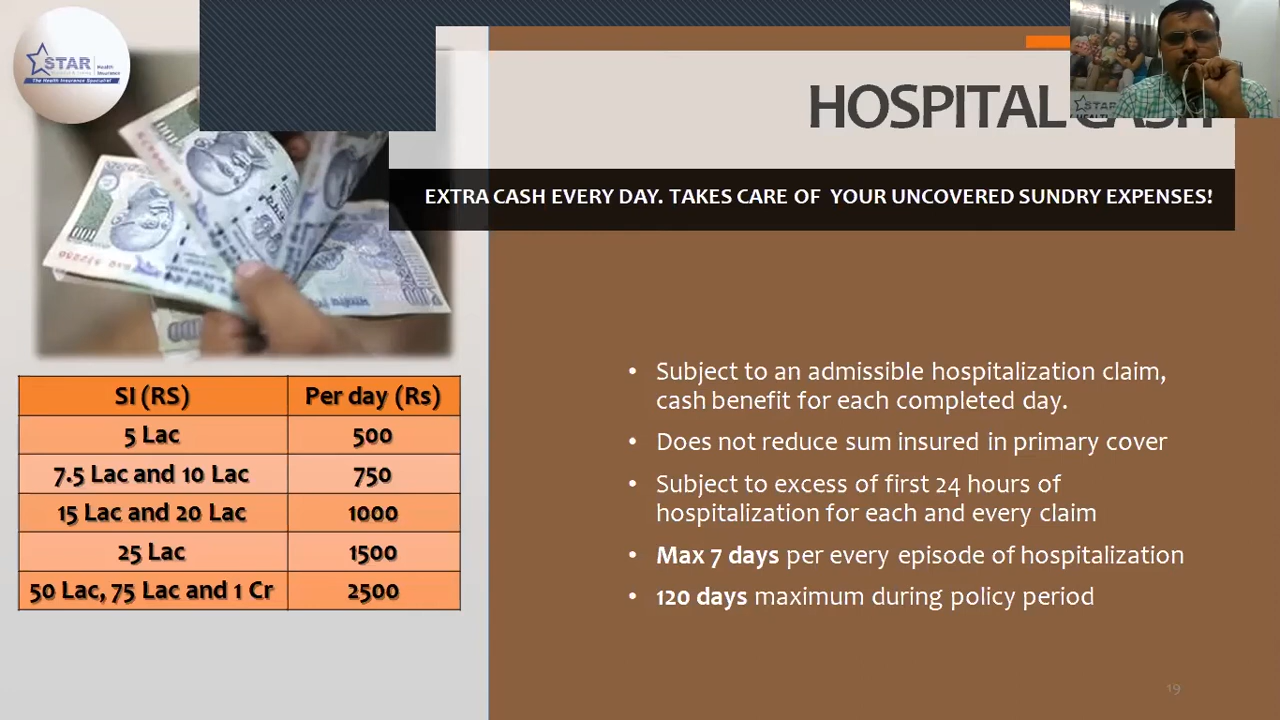 STAR
Health
Insurance
The Health Insurance Specialist
HOSPITAL CASH
EXTRA CASH EVERY DAY. TAKES CARE OF YOUR UNCOVERED SUNDRY EXPENSES!
SI (RS) Per day (Rs)
5 Lac 500
7.5 Lac and 10 Lac 750
15 Lac and 20 Lac 1000
25 Lac 1500
50 Lac, 75 Lac and 1 Cr 2500
• Subject to an admissible hospitalization claim,
cash benefit for each completed day.
• Does not reduce sum insured in primary cover
• Subject to excess of first 24 hours of
hospitalization for each and every claim
• Max 7 days per every episode of hospitalization
• 120 days maximum during policy period
19
STAR
100